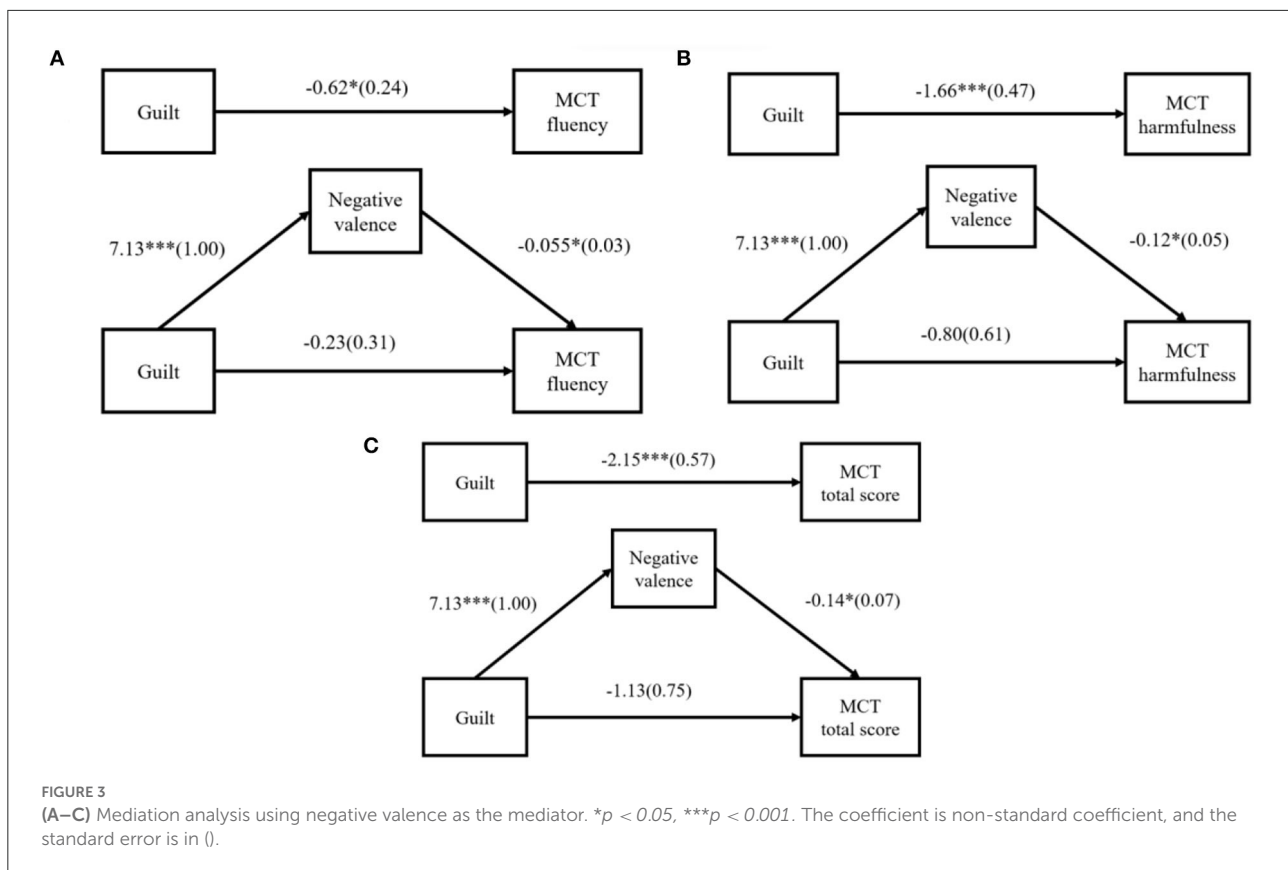 A
-0.62*(0.24)
Guilt
MCT
fluency
Negative
valence
7.13***(1.00)
-0.055*(0.03)
Guilt
-0.23(0.31)
MCT
fluency
B
-1.66***(0.47)
Guilt
MCT
harmfulness
Negative
valence
7.13***(1.00)
-0.12*(0.05)
Guilt
-0.80(0.61)
MCT
harmfulness
C
-2.15***(0.57)
Guilt
MCT
total score
Negative
valence
7.13***(1.00)
-0.14*(0.07)
Guilt
-1.13(0.75)
MCT
total score
FIGURE 3
(A–C) Mediation analysis using negative valence as the mediator. *p < 0.05, ***p < 0.001. The coefficient is non-standard coefficient, and the
standard error is in ().